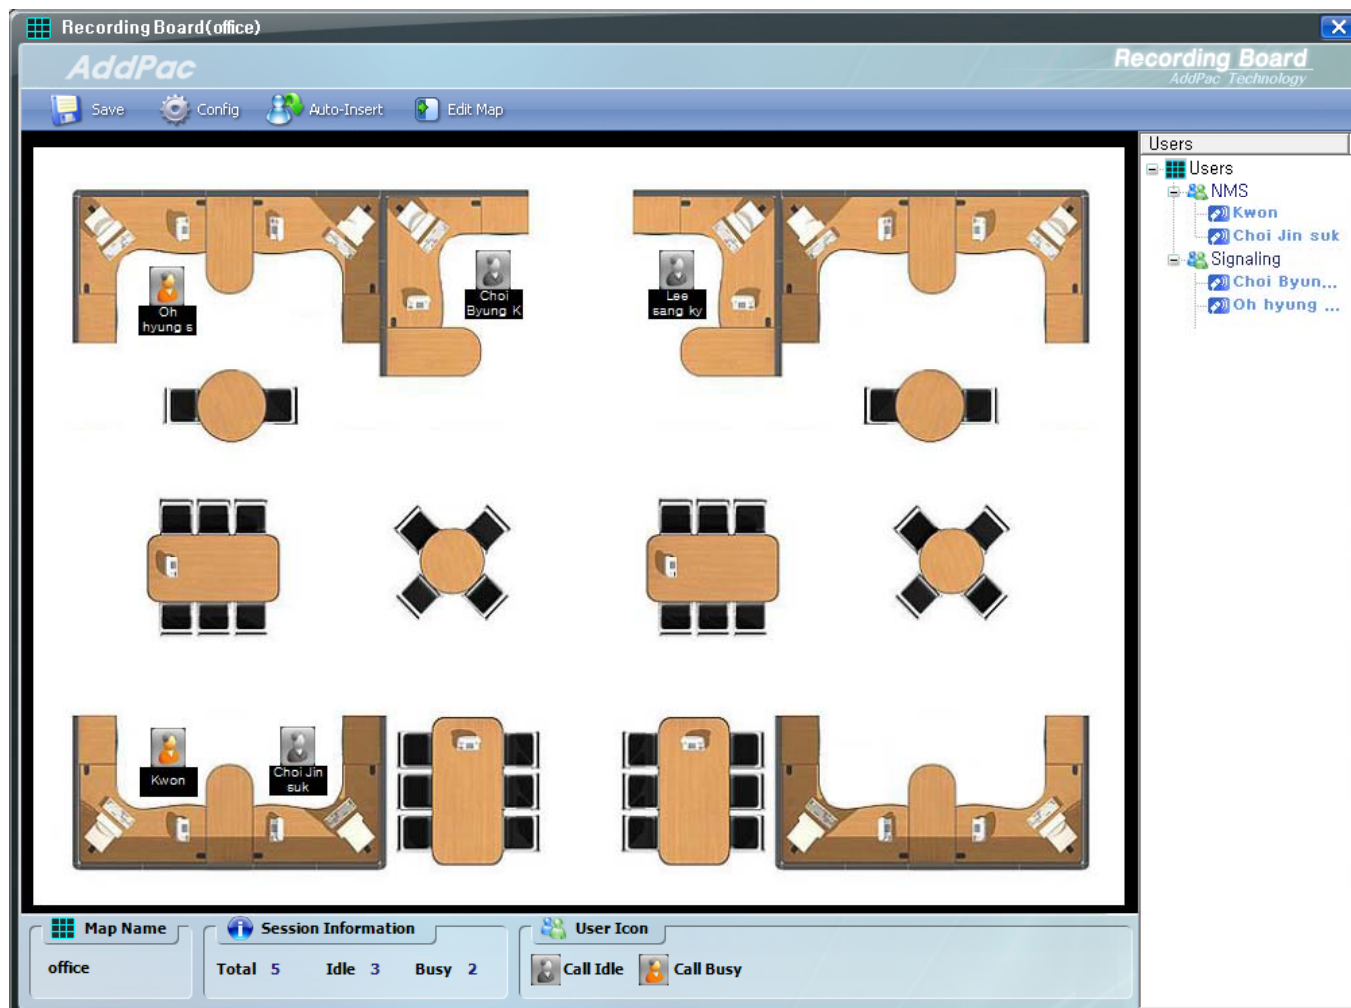 Recording Board(office)
AddPac
Recording Board
AddPac Technology
Save
Config
Auto-Insert
Edit Map
Users
Users
NMS
Kwon
Choi Jin suk
Signaling
Choi Byun...
Oh hyung ...
Oh
hyung s
Choi
Byung K
Lee
sang ky
Kwon
Choi Jin
suk
Map Name
office
Session Information
Total 5 Idle 3 Busy 2
User Icon
Call Idle Call Busy